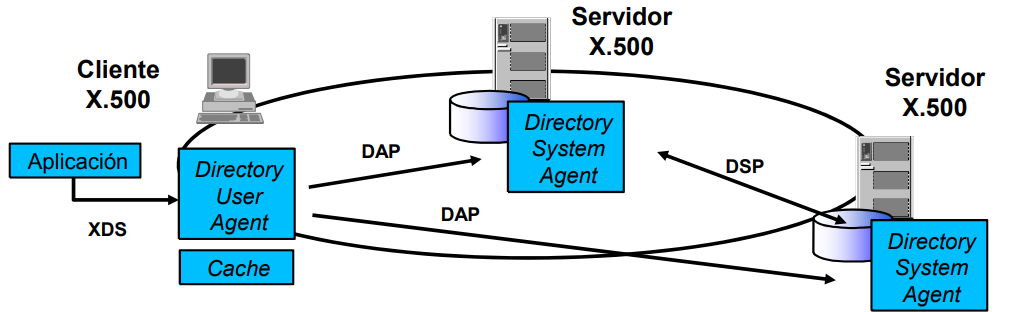 Servidor
X.500
Cliente
X.500
Servidor
X.500
Aplicación
XDS
Directory
User
Agent
Cache
DAP
DAP
Directory
System
Agent
DSP
Directory
System
Agent